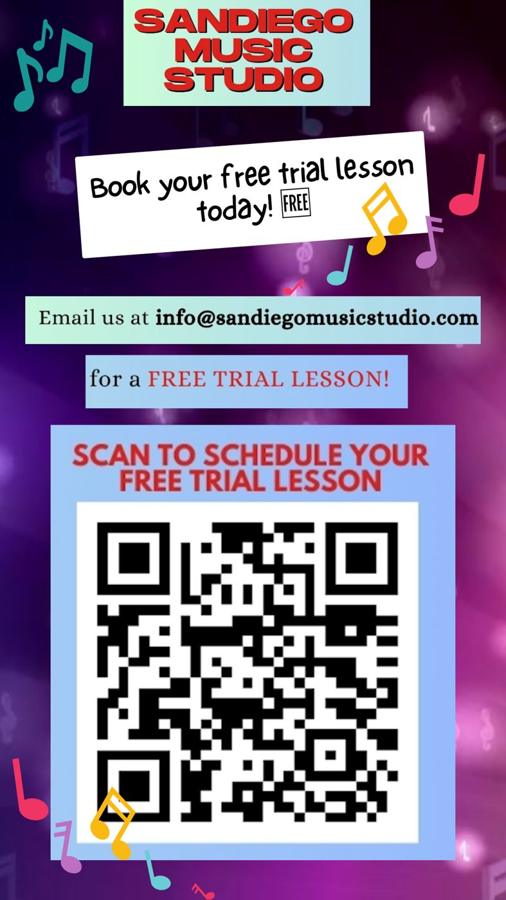 SANDIEGO
MUSIC
STUDIO
Book your free trial lesson
today! FREE
Email us at info@sandiegomusicstudio.com
for a FREE TRIAL LESSON!
SCAN TO SCHEDULE YOUR
FREE TRIAL LESSON